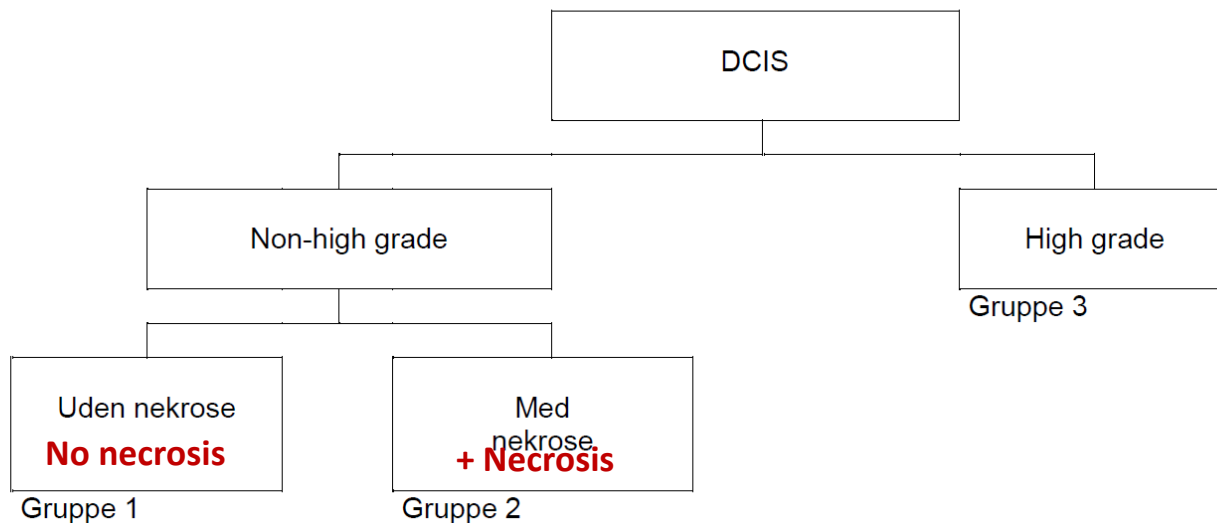 DCIS
Non-high grade
High grade
Gruppe 3
Uden nekrose
No necrosis
Gruppe 1
Med
nekrose
+ Necrosis
Gruppe 2